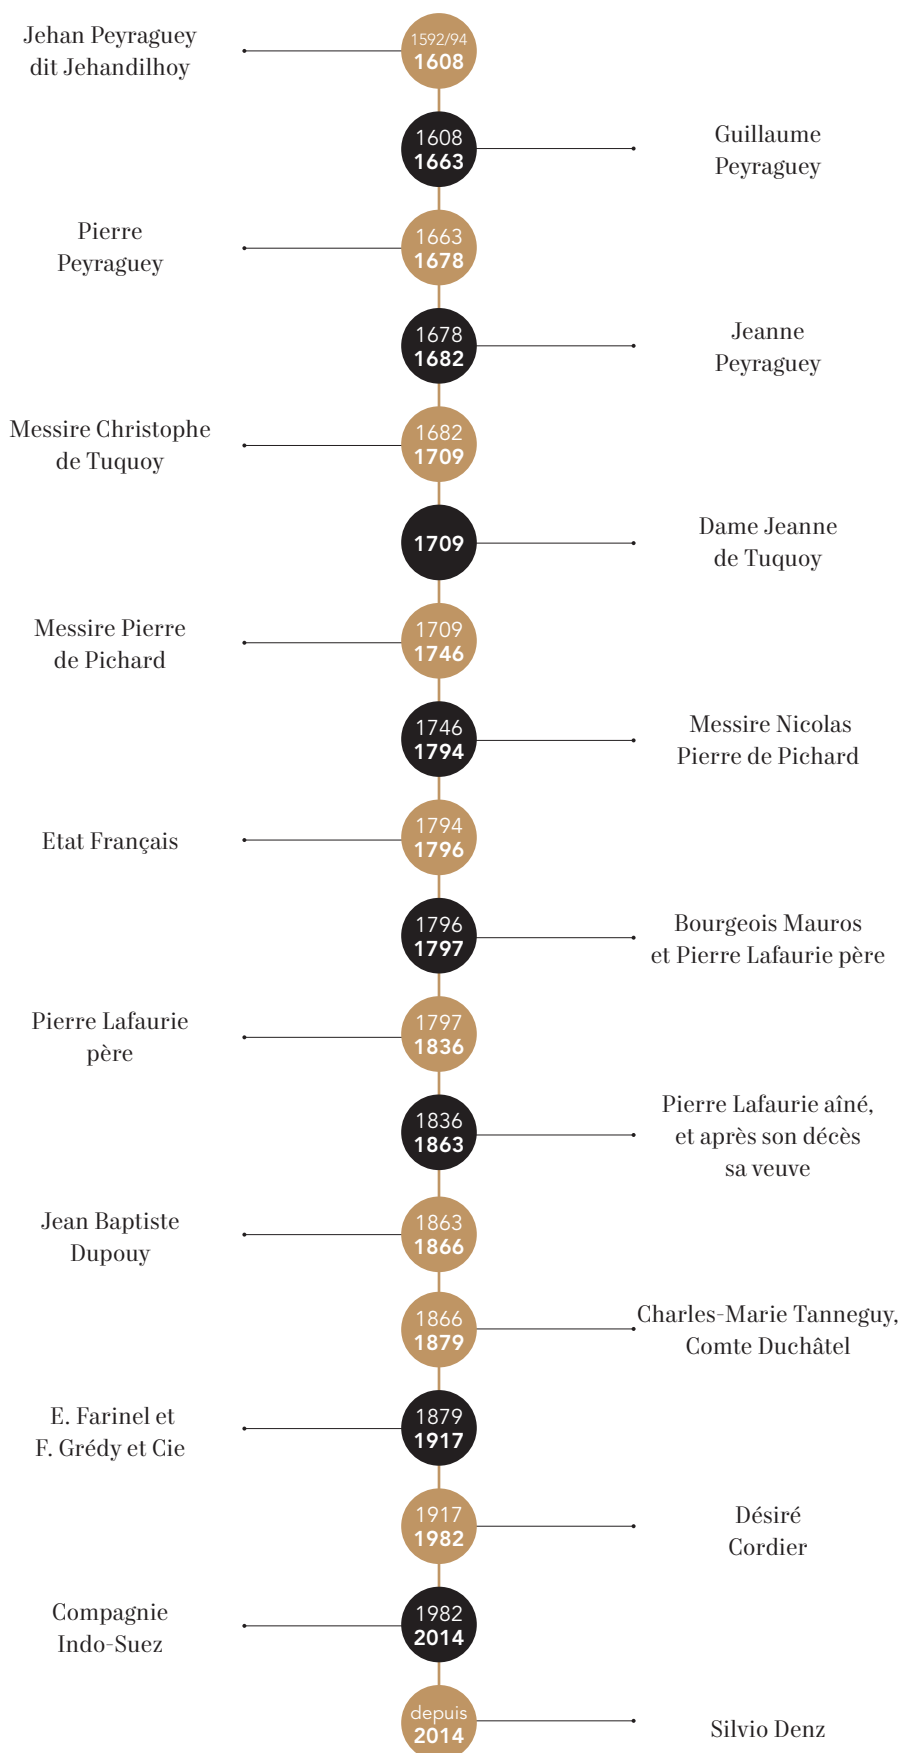 Jehan Peyraguey
dit Jehandilhoy
1592/94
1608
1608
1663
Guillaume
Peyraguey
Pierre
Peyraguey
1663
1678
1678
1682
Jeanne
Peyraguey
Messire Christophe
de Tuquoy
1682
1709
1709
Dame Jeanne
de Tuquoy
Messire Pierre
de Pichard
1709
1746
1746
1794
Messire Nicolas
Pierre de Pichard
Etat Français
1794
1796
1796
1797
Bourgeois Mauros
et Pierre Lafaurie père
Pierre Lafaurie
père
1797
1836
1836
1863
Pierre Lafaurie aîné,
et après son décès
sa veuve
Jean Baptiste
Dupouy
1863
1866
1866
1879
Charles-Marie Tanneguy,
Comte Duchâtel
E. Farinel et
F. Grédy et Cie
1879
1917
1917
1982
Désiré
Cordier
Compagnie
Indo-Suez
1982
2014
depuis
2014
Silvio Denz